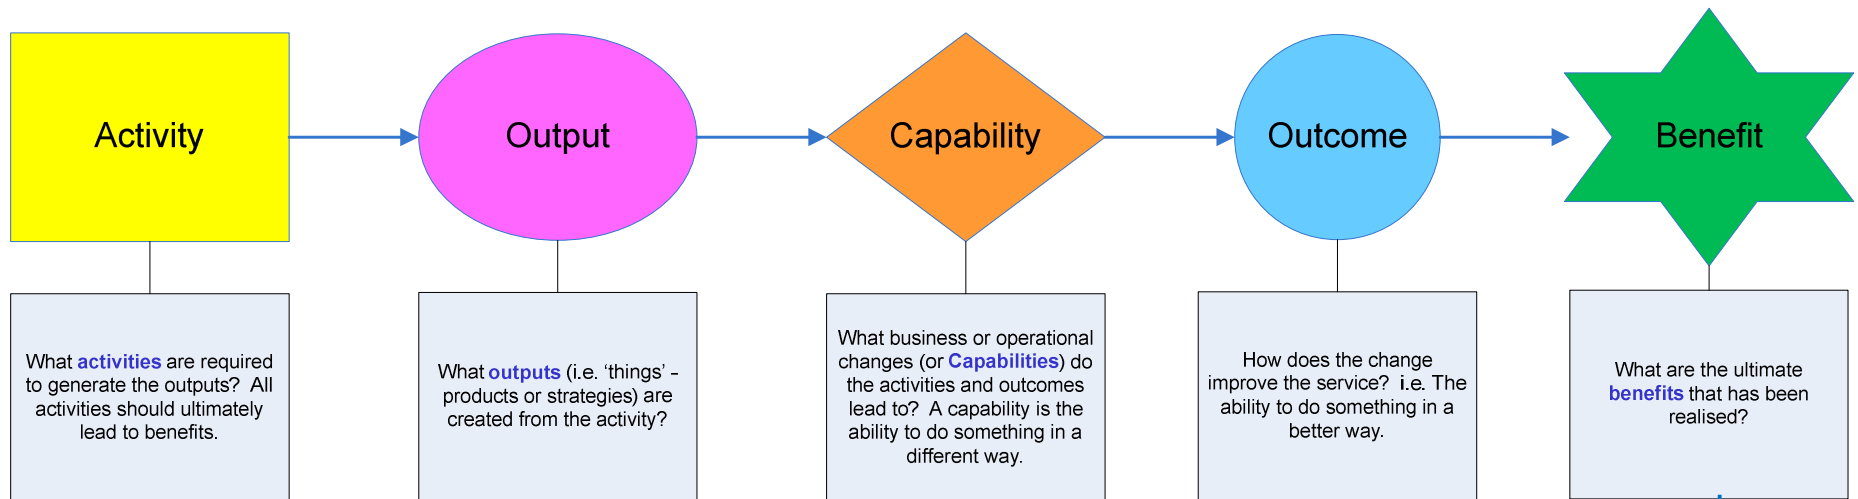 Activity
Output
Capability
Outcome
Benefit
What activities are required
to generate the outputs?  All
activities should ultimately
lead to benefits.
What outputs (i.e. ‘things’ –
products or strategies) are
created from the activity?
What business or operational
changes (or Capabilities) do
the activities and outcomes
lead to?  A capability is the
ability to do something in a
different way.
How does the change
improve the service?  i.e. The
ability to do something in a
better way.
What are the ultimate
benefits that has been
realised?